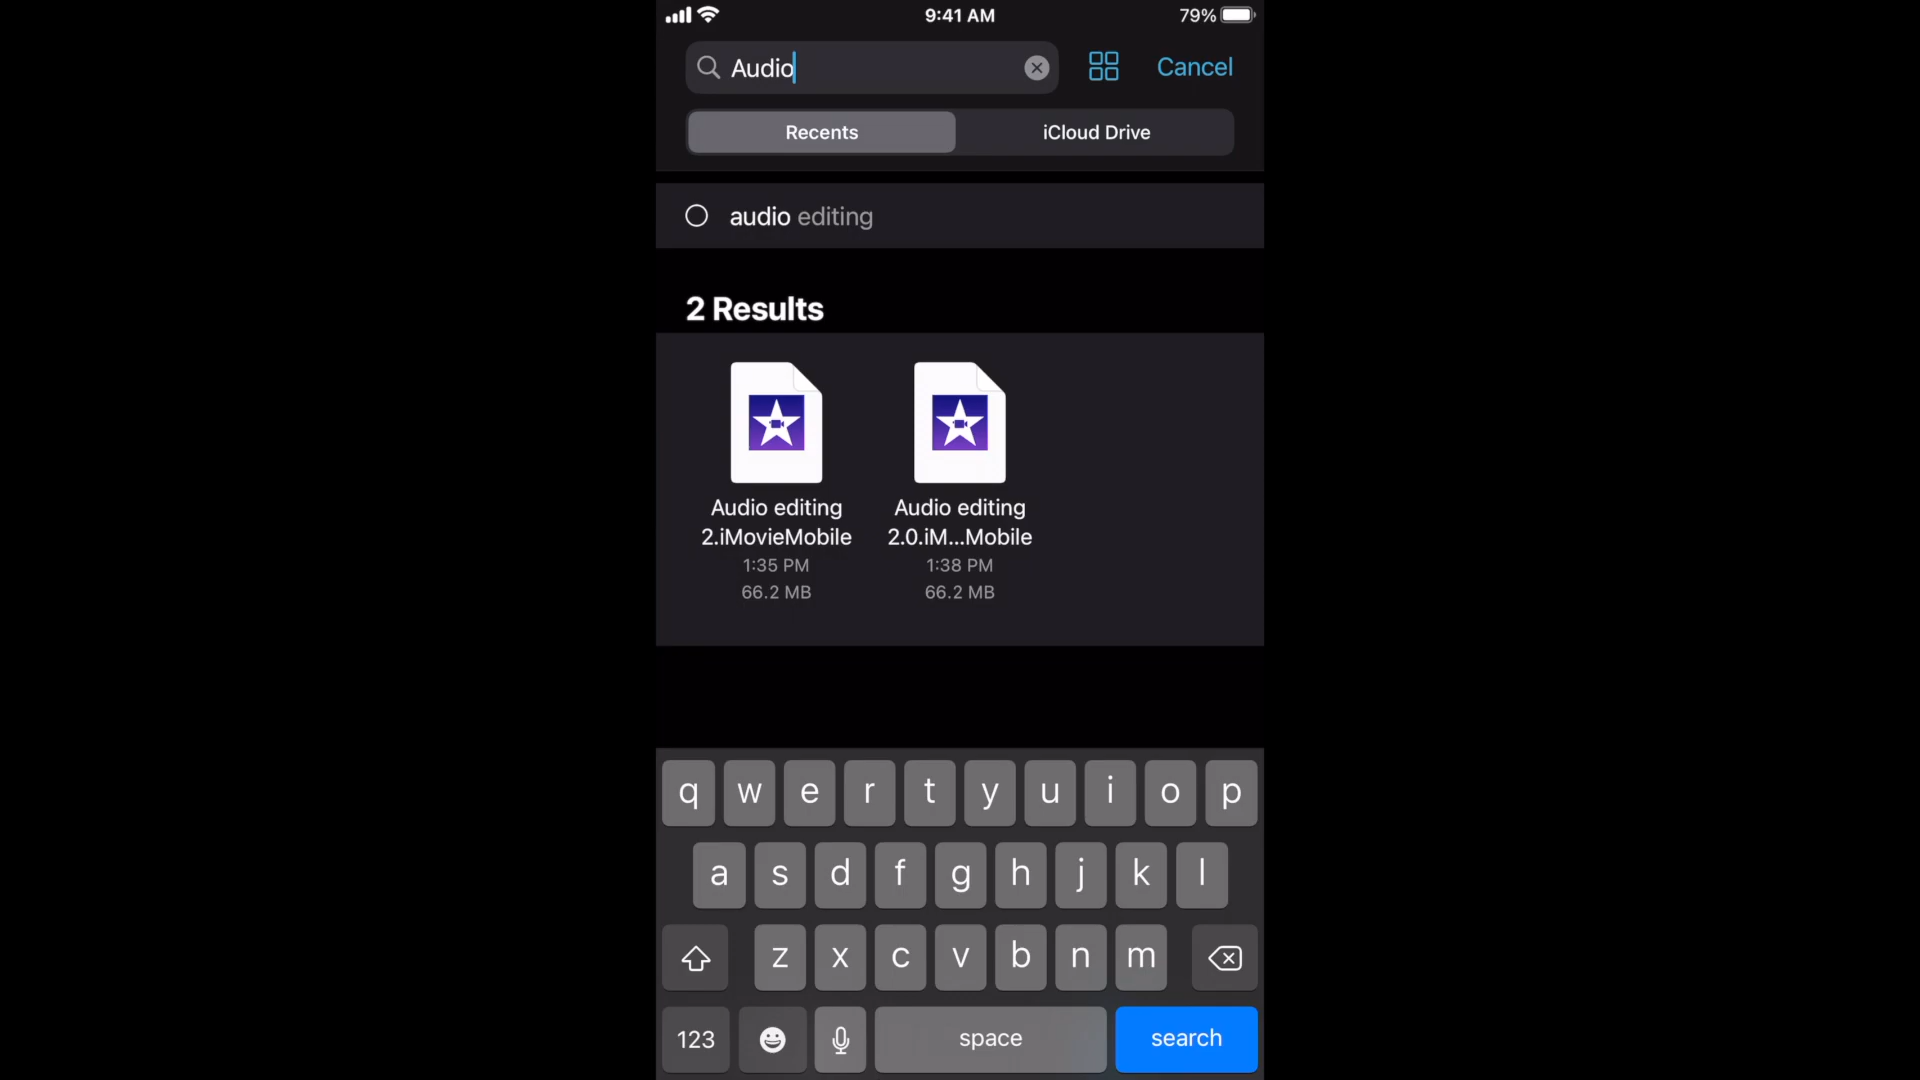 9:41 AM
79%
Audio
Cancel
Recents
iCloud Drive
audio editing
2 Results
Audio editing
2.iMovieMobile
1:35 PM
66.2 MB
Audio editing
2.0.iM...Mobile
1:38 PM
66.2 MB
q w e r t y u i o p
a s d f g h j k l
z x c v b n m
123
space
search